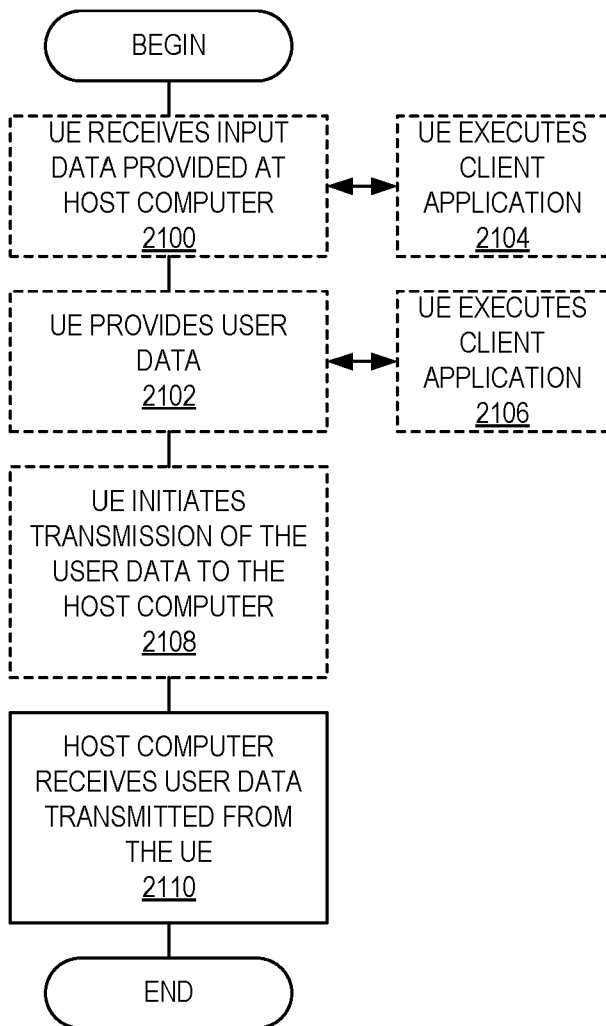 BEGIN
UE RECEIVES INPUT
DATA PROVIDED AT
HOST COMPUTER
2100
UE EXECUTES
CLIENT
APPLICATION
2104
UE PROVIDES USER
DATA
2102
UE EXECUTES
CLIENT
APPLICATION
2106
UE INITIATES
TRANSMISSION OF THE
USER DATA TO THE
HOST COMPUTER
2108
HOST COMPUTER
RECEIVES USER DATA
TRANSMITTED FROM
THE UE
2110
END